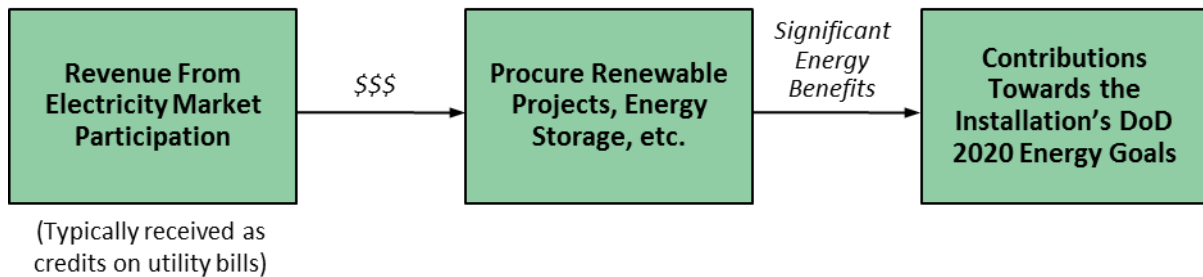 Revenue From
Electricity Market
Participation
(Typically received as
credits on utility bills)
$$$
Procure Renewable
Projects, Energy
Storage, etc.
Significant
Energy
Benefits
Contributions
Towards the
Installation’s DoD
2020 Energy Goals